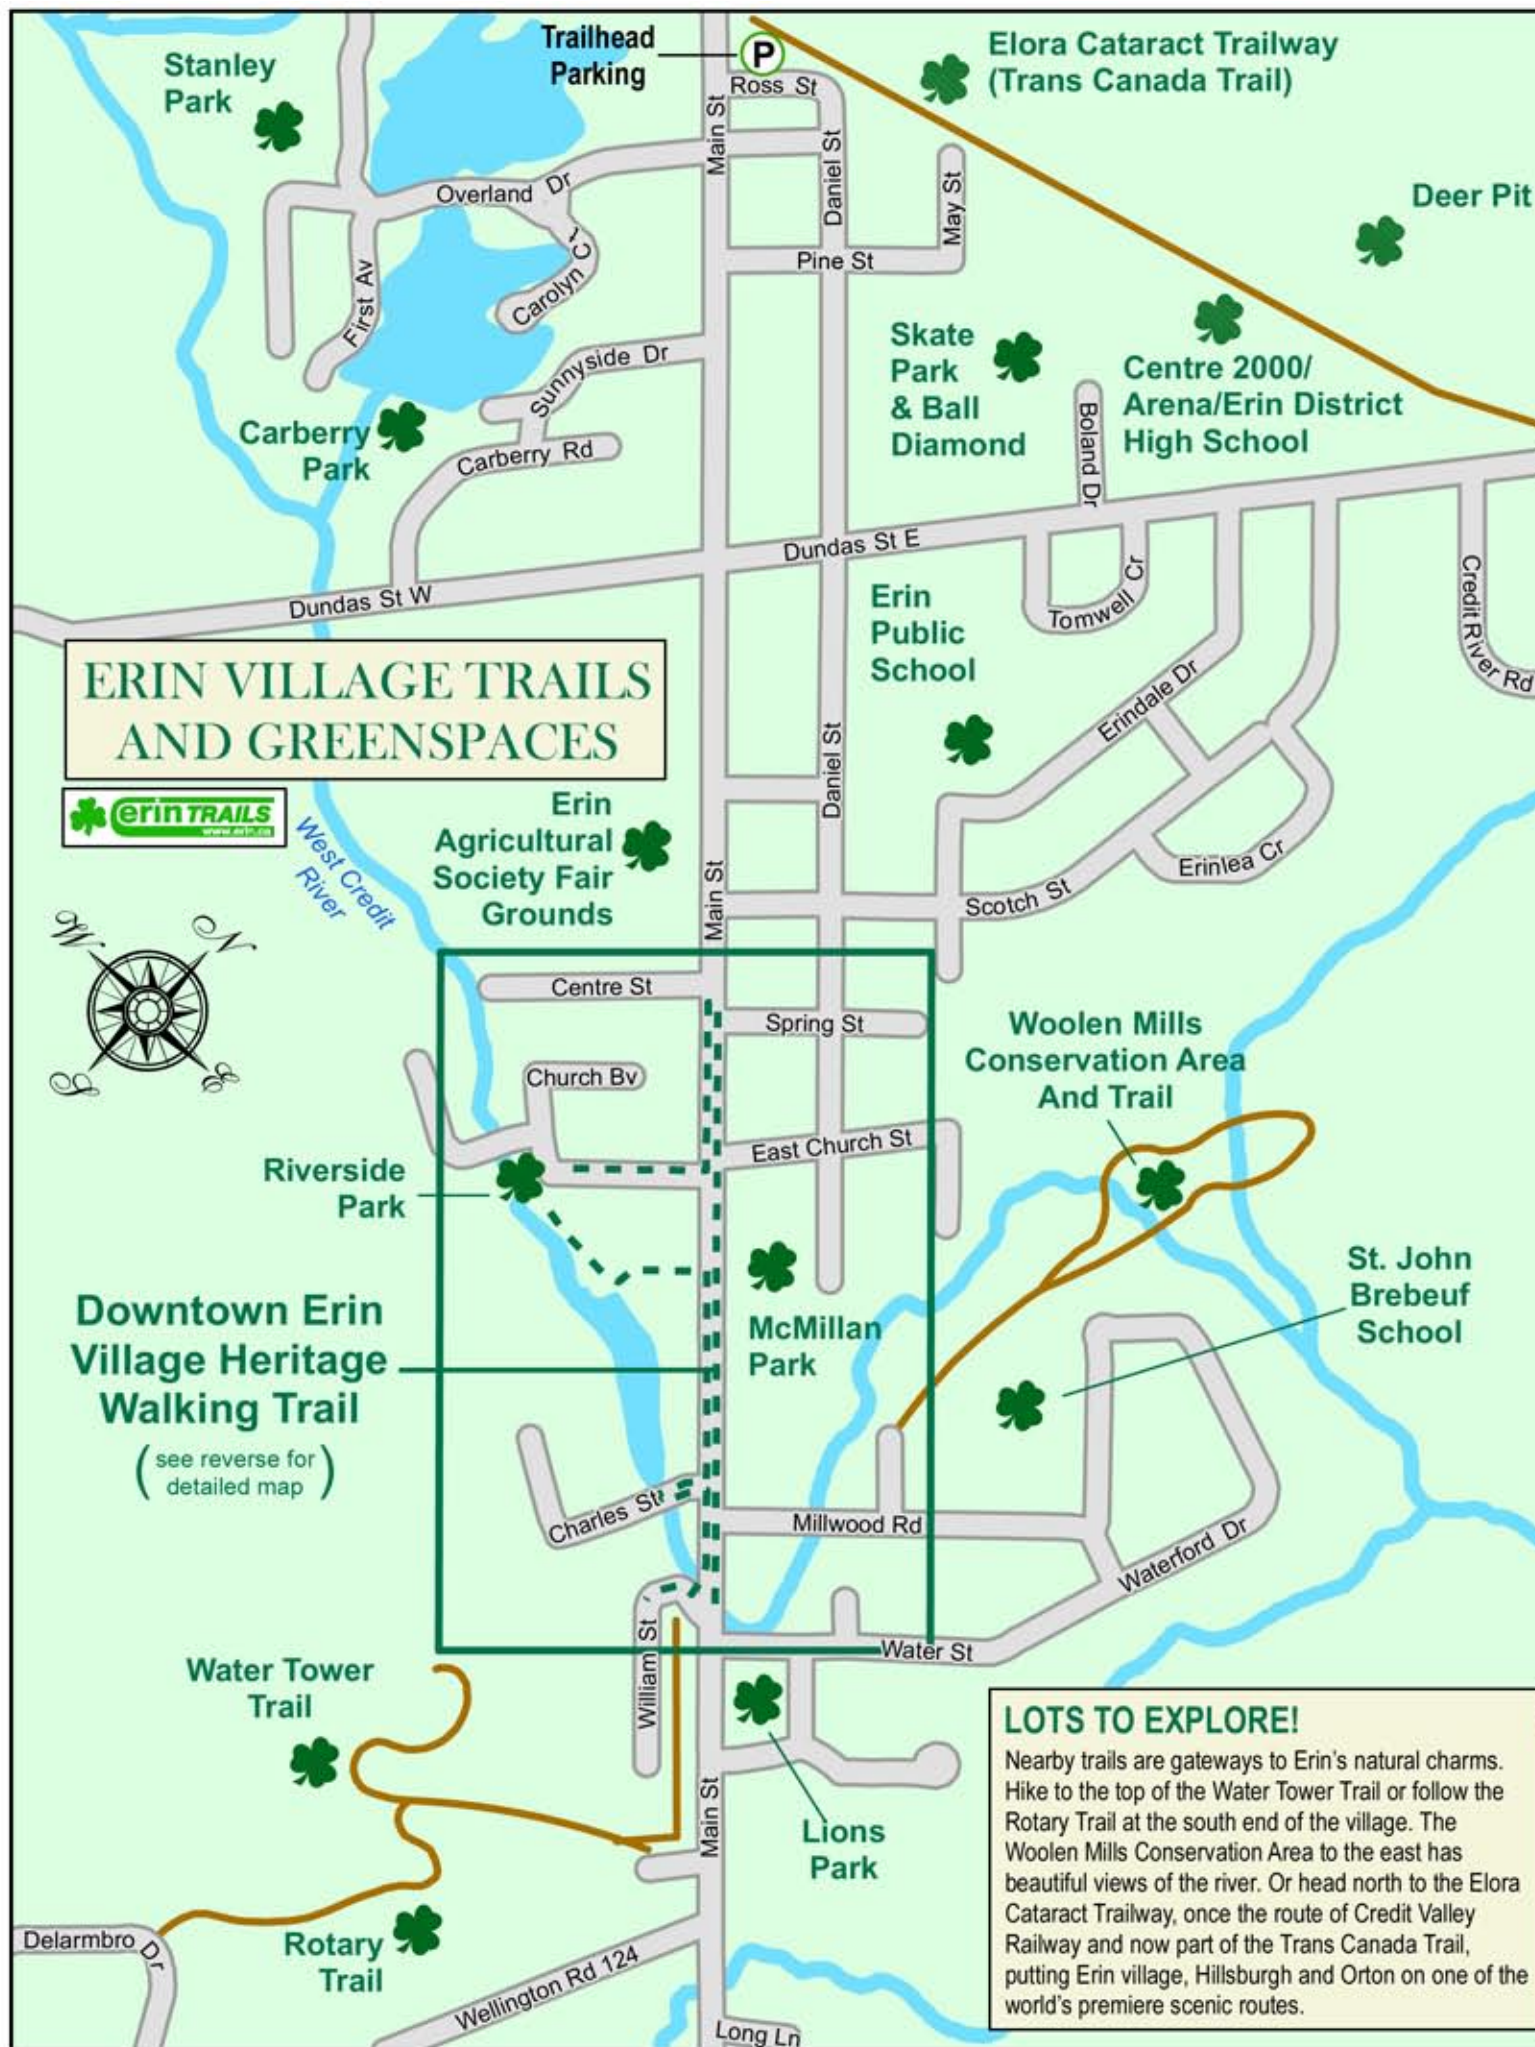 Trailhead
Parking
P
Elora Cataract Trailway
(Trans Canada Trail)
Stanley
Park
Ross St
Main St
Daniel St
May St
Overland Dr
Deer Pit
Pine St
Carolyn Ct
First Av
Skate
Park
& Ball
Diamond
Sunnyside Dr
Centre 2000/
Arena/Erin District
High School
Carberry
Park
Carberry Rd
Boland Dr
Dundas St E
Dundas St W
Tomwell Cr
Credit River Rd
Erin
Public
School
ERIN VILLAGE TRAILS
AND GREENSPACES
Erindale Dr
Daniel St
erin TRAILS
www.erin.ca
West Credit
River
Erin
Agricultural
Society Fair
Grounds
Main St
Erinlea Cr
Scotch St
W
N
S
E
Centre St
Spring St
Woolen Mills
Conservation Area
And Trail
Church Bv
East Church St
Riverside
Park
St. John
Brebeuf
School
Downtown Erin
Village Heritage
Walking Trail
(see reverse for
detailed map)
McMillan
Park
Charles St
Millwood Rd
Waterford Dr
William St
Water St
Water Tower
Trail
Main St
Lions
Park
Delarmbro Dr
Rotary
Trail
Wellington Rd 124
Long Ln
LOTS TO EXPLORE!
Nearby trails are gateways to Erin's natural charms.
Hike to the top of the Water Tower Trail or follow the
Rotary Trail at the south end of the village. The
Woolen Mills Conservation Area to the east has
beautiful views of the river. Or head north to the Elora
Cataract Trailway, once the route of Credit Valley
Railway and now part of the Trans Canada Trail,
putting Erin village, Hillsburgh and Orton on one of the
world's premiere scenic routes.